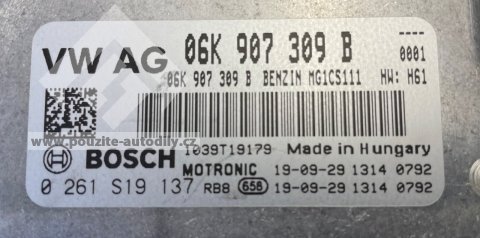 VW AG 06K 907 309 B ----
0001
06K 907 309 B BENZIN MG1CS111 HW: H61
www.pouzite-autodily.cz
BOSCH 1039T19179 Made in Hungary
MOTRONIC 19-09-29 1314 0792
0 261 S19 137 RB8 658 19-09-29 1314 0792